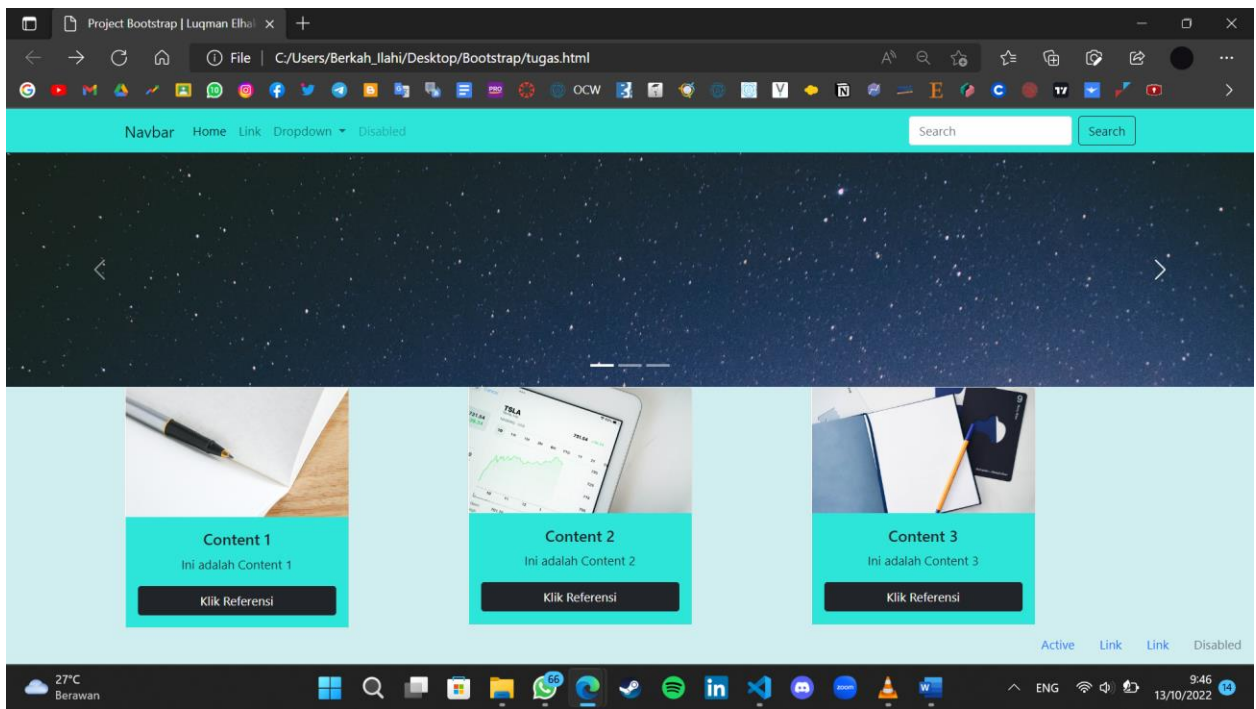 Project Bootstrap | Luqman Elhal
File | C:/Users/Berkah_Ilahi/Desktop/Bootstrap/tugas.html
PRO OCW
Navbar Home Link Dropdown Disabled Search Search
TSLA
Content 1
Ini adalah Content 1
Klik Referensi
Content 2
Ini adalah Content 2
Klik Referensi
Content 3
Ini adalah Content 3
Klik Referensi
Active Link Link Disabled
27°C
Berawan
66
zoom
ENG
9:46
13/10/2022
14